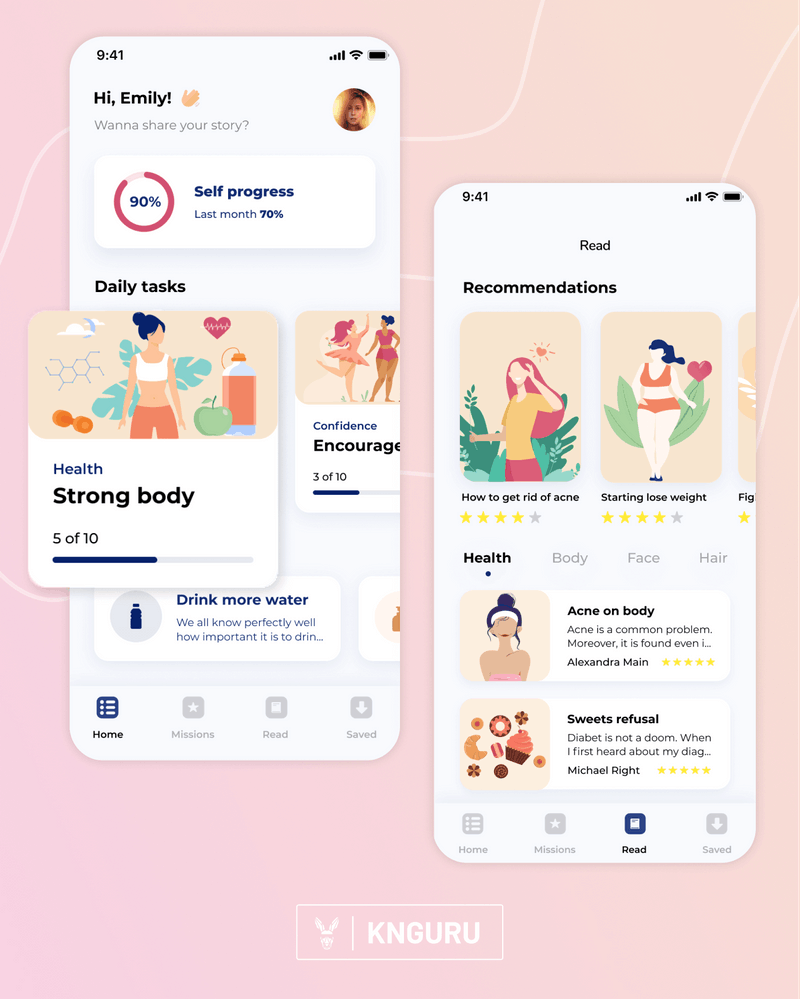 9:41
Hi, Emily!
Wanna share your story?
90%
Self progress
Last month 70%
Daily tasks
Health
Strong body
5 of 10
Confidence
Encourage
3 of 10
Drink more water
We all know perfectly well
how important it is to drin...
Home
Missions
Read
Saved
9:41
Read
Recommendations
How to get rid of acne
Starting lose weight
Fig
Health
Body
Face
Hair
Acne on body
Acne is a common problem.
Moreover, it is found even i...
Alexandra Main
Sweets refusal
Diabet is not a doom. When
I first heard about my diag...
Michael Right
Home
Missions
Read
Saved
KNGURU